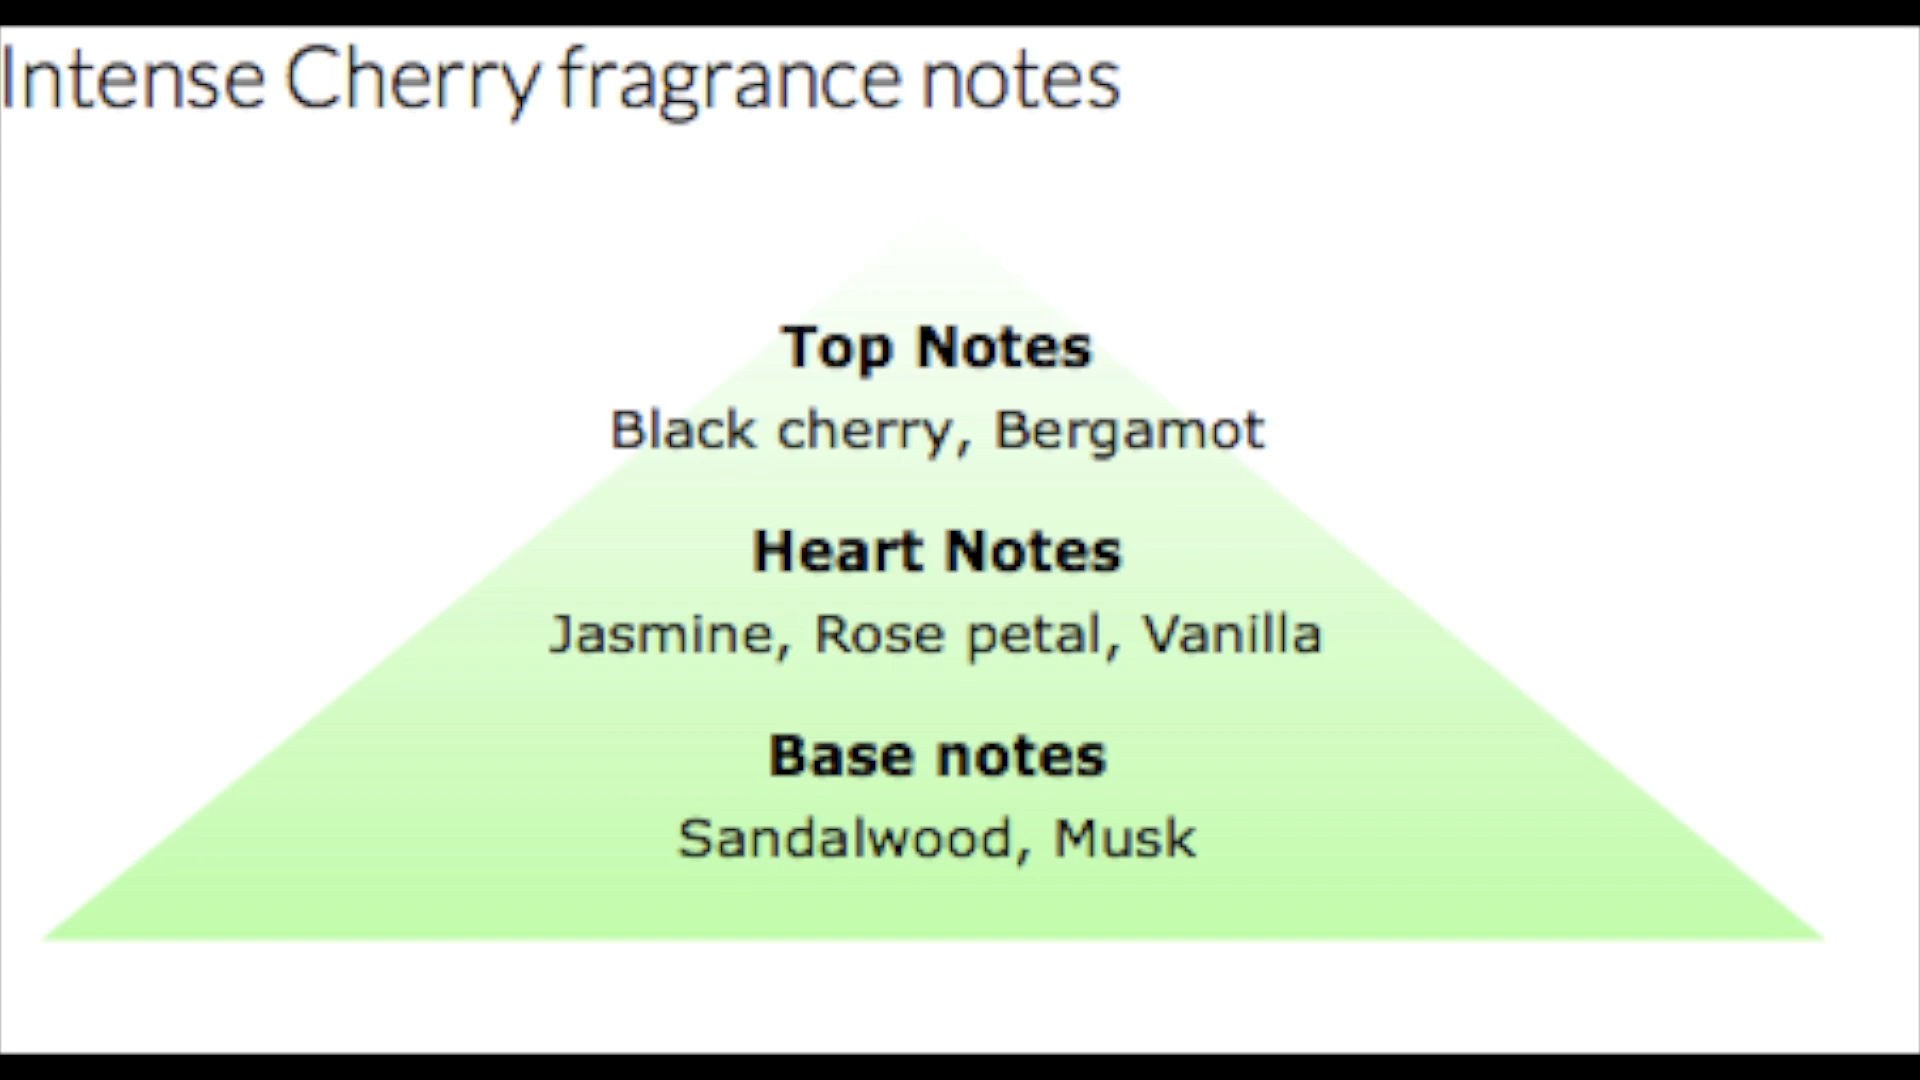 Intense Cherry fragrance notes
Top Notes
Black cherry, Bergamot
Heart Notes
Jasmine, Rose petal, Vanilla
Base notes
Sandalwood, Musk